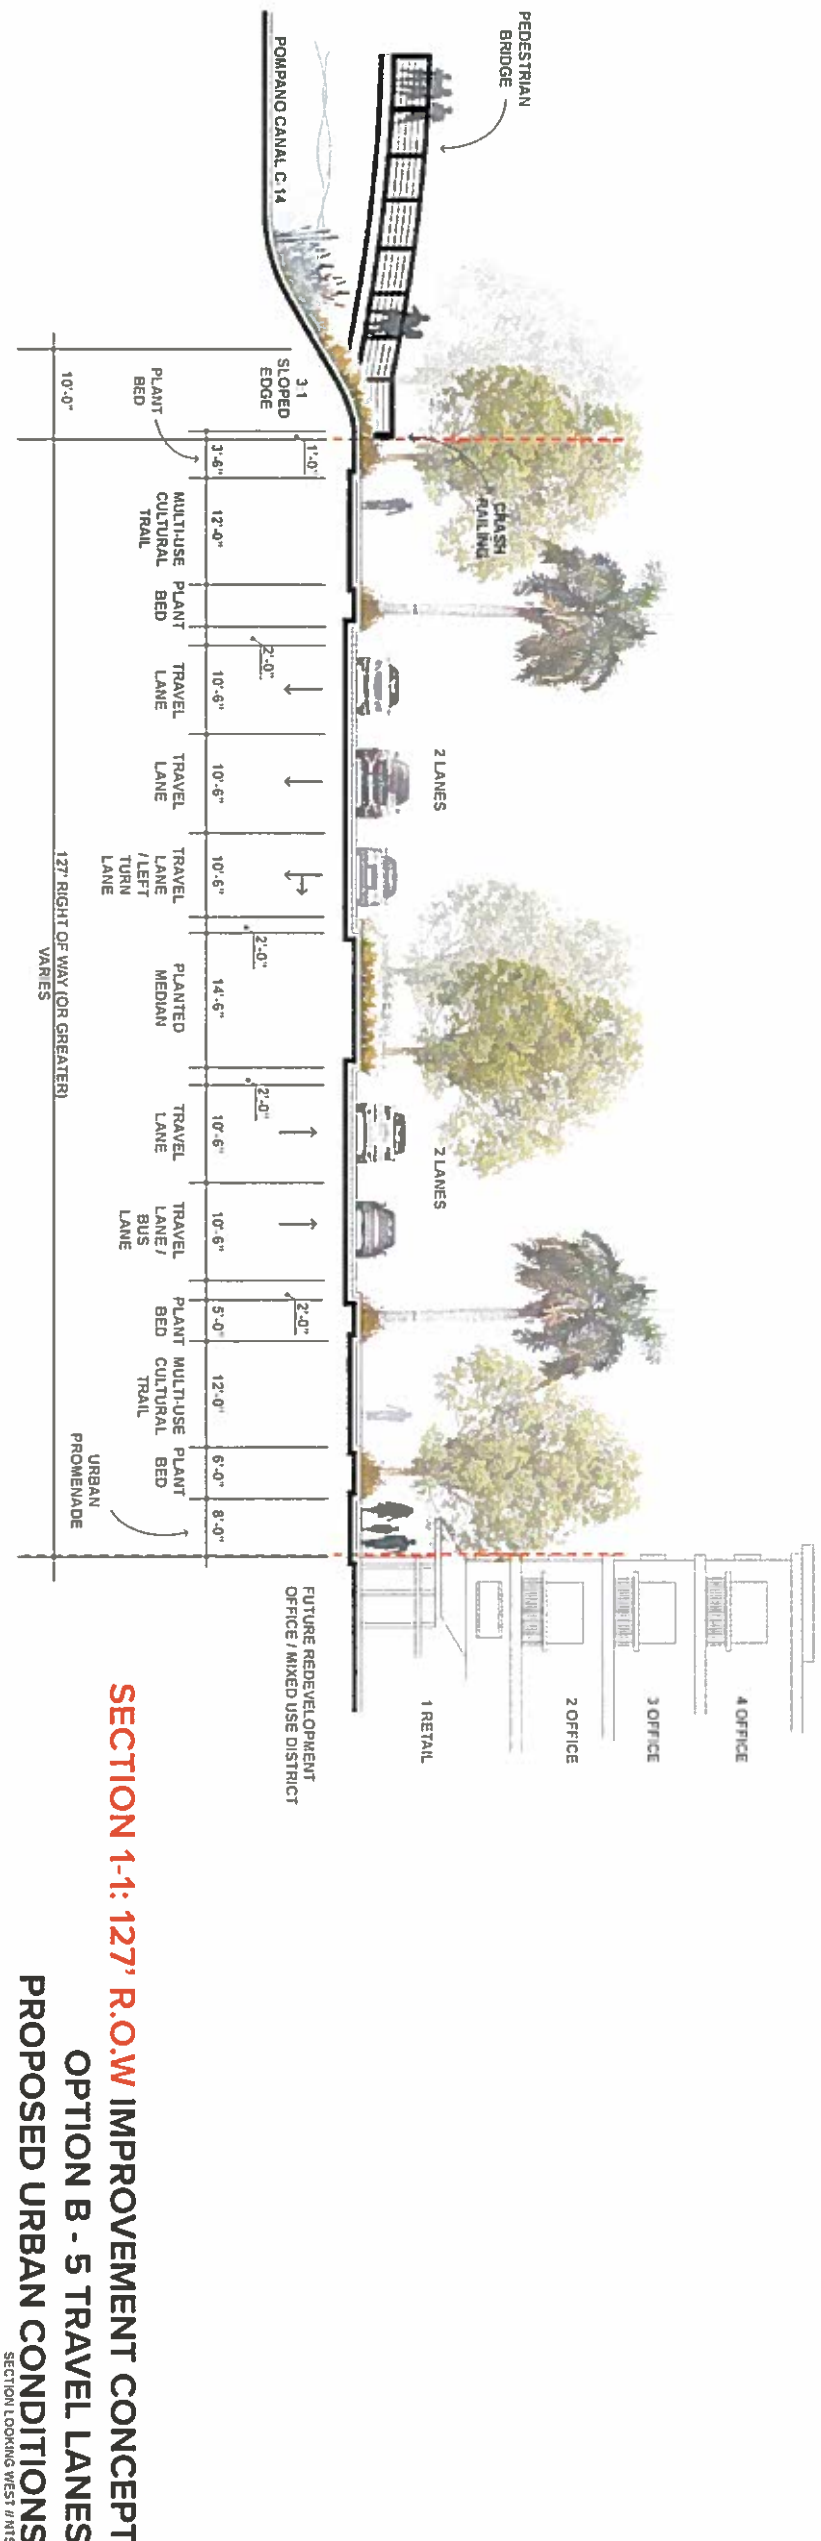 PEDESTRIAN
BRIDGE
POMPANO CANAL C-14
CRASH
RAILING
2 LANES
2 LANES
4 OFFICE
3 OFFICE
2 OFFICE
1 RETAIL
FUTURE REDEVELOPMENT
OFFICE / MIXED USE DISTRICT
3:1
SLOPED
EDGE
1'-0"
2'-0"
2'-0"
2'-0"
2'-0"
3'-6"
12'-0"
10'-6"
10'-6"
10'-6"
14'-6"
10'-6"
10'-6"
5'-0"
12'-0"
6'-0"
8'-0"
PLANT
BED
MULTI-USE
CULTURAL
TRAIL
PLANT
BED
TRAVEL
LANE
TRAVEL
LANE
TRAVEL
LANE
/ LEFT
TURN
LANE
PLANTED
MEDIAN
TRAVEL
LANE
TRAVEL
LANE /
BUS
LANE
PLANT
BED
MULTI-USE
CULTURAL
TRAIL
PLANT
BED
URBAN
PROMENADE
10'-0"
127' RIGHT OF WAY (OR GREATER)
VARIES
SECTION 1-1: 127' R.O.W IMPROVEMENT CONCEPT
OPTION B - 5 TRAVEL LANES
PROPOSED URBAN CONDITIONS
SECTION LOOKING WEST // NTS